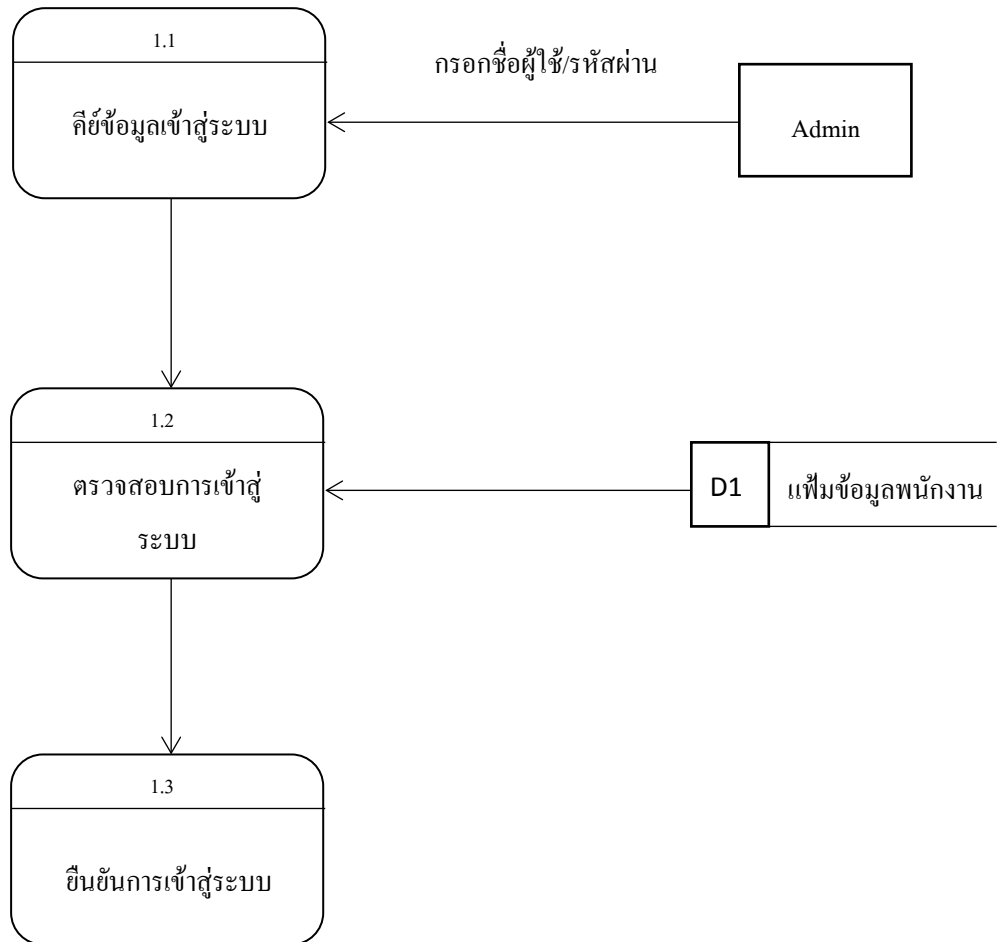 1.1
กรอกชื่อผู้ใช้/รหัสผ่าน
คีย์ข้อมูลเข้าสู่ระบบ
Admin
1.2
ตรวจสอบการเข้าสู่
ระบบ
D1
แฟ้มข้อมูลพนักงาน
1.3
ยืนยันการเข้าสู่ระบบ